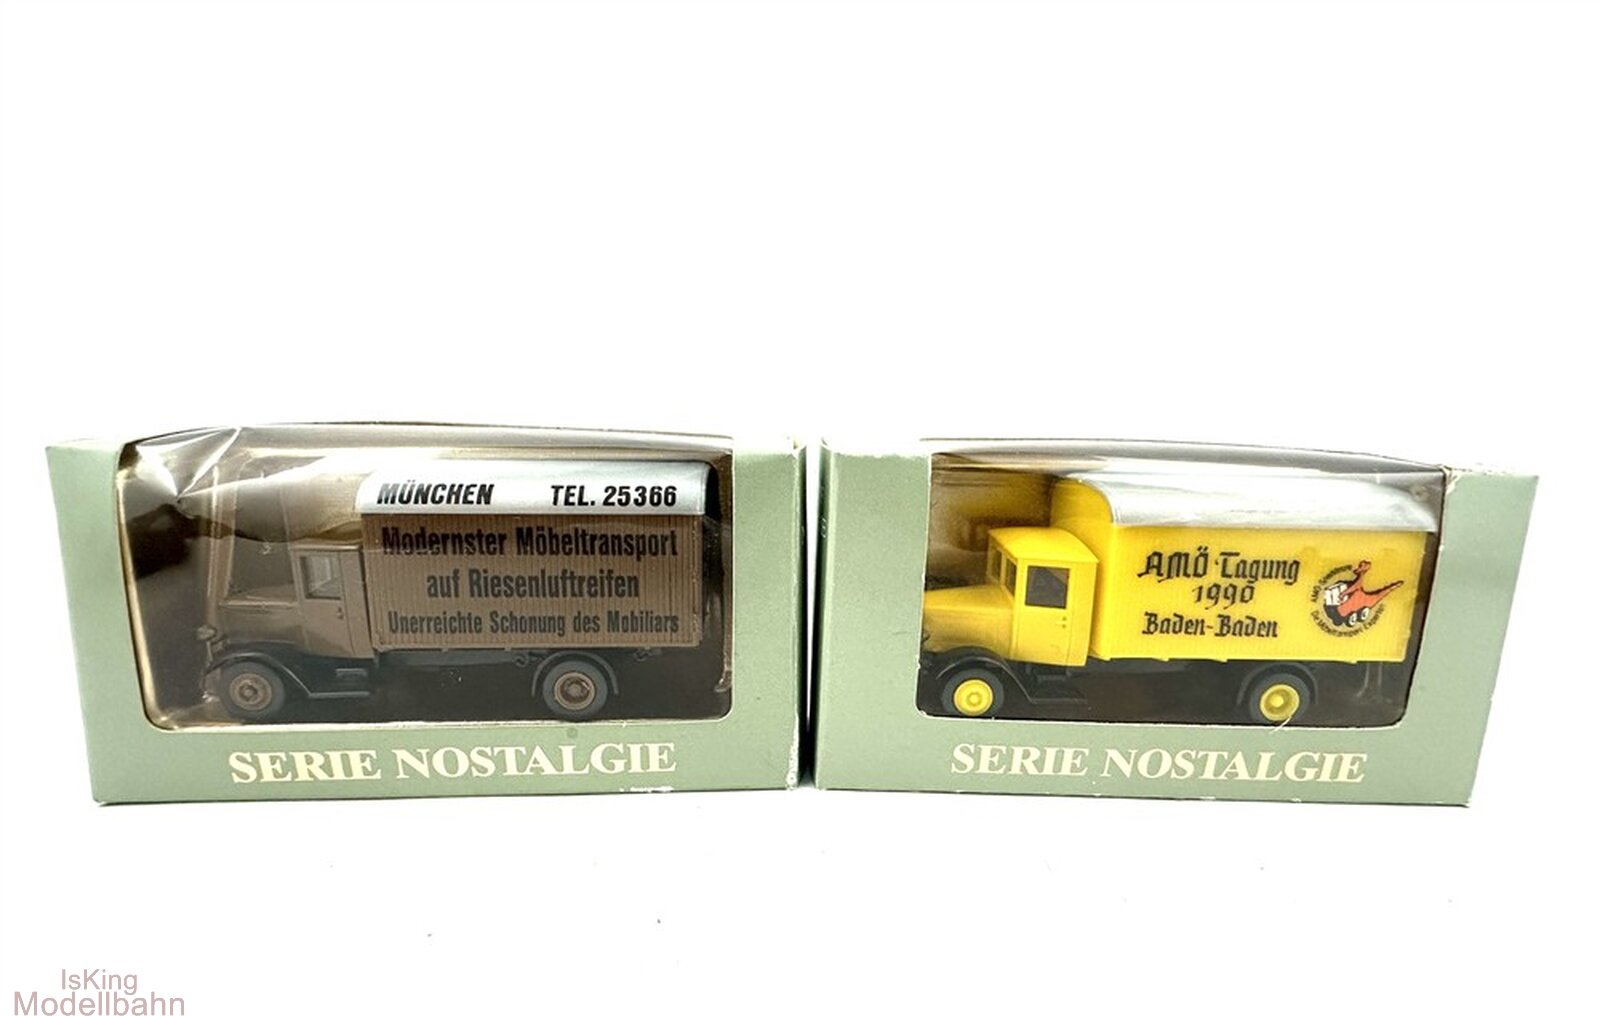 MÜNCHEN TEL. 25366
Modernster Möbeltransport
auf Riesenluftreifen
Unerreichte Schonung des Mobiliars
SERIE NOSTALGIE
AMÖ-Tagung
1990
Baden-Baden
SERIE NOSTALGIE
IsKing
Modellbahn